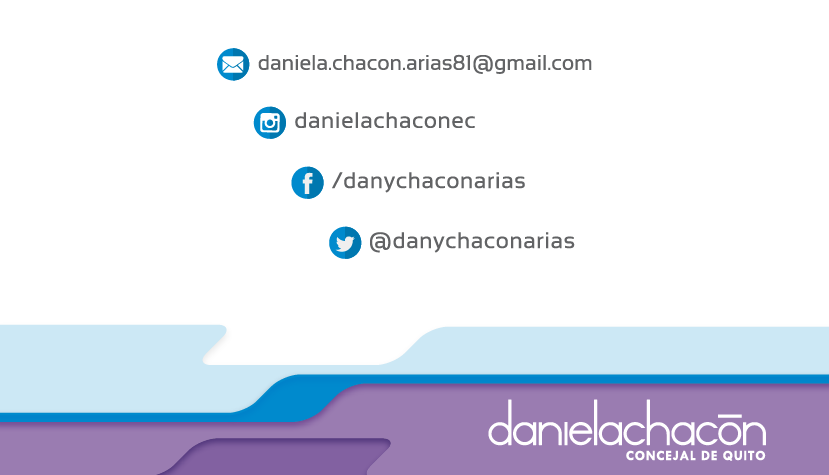 daniela.chacon.arias81@gmail.com
danielachaconec
/danychaconarias
@danychaconarias
danielachacōn
CONCEJAL DE QUITO